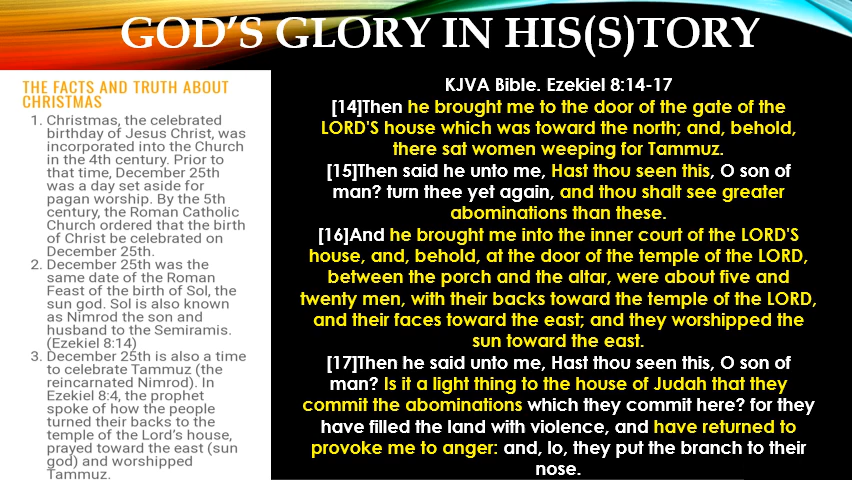 GOD'S GLORY IN HIS(S)TORY
THE FACTS AND TRUTH ABOUT
CHRISTMAS
1. Christmas, the celebrated
birthday of Jesus Christ, was
incorporated into the Church
in the 4th century. Prior to
that time, December 25th
was a day set aside for
pagan worship. By the 5th
century, the Roman Catholic
Church ordered that the birth
of Christ be celebrated on
December 25th.
2. December 25th was the
same date of the Roman
Feast of the birth of Sol, the
sun god. Sol is also known
as Nimrod the son and
husband to the Semiramis.
(Ezekiel 8:14)
3. December 25th is also a time
to celebrate Tammuz (the
reincarnated Nimrod). In
Ezekiel 8:4, the prophet
spoke of how the people
turned their backs to the
temple of the Lord's house,
prayed toward the east (sun
god) and worshipped
Tammuz.
KJVA Bible. Ezekiel 8:14-17
[14]Then he brought me to the door of the gate of the
LORD'S house which was toward the north; and, behold,
there sat women weeping for Tammuz.
[15]Then said he unto me, Hast thou seen this, O son of
man? turn thee yet again, and thou shalt see greater
abominations than these.
[16]And he brought me into the inner court of the LORD'S
house, and, behold, at the door of the temple of the LORD,
between the porch and the altar, were about five and
twenty men, with their backs toward the temple of the LORD,
and their faces toward the east; and they worshipped the
sun toward the east.
[17]Then he said unto me, Hast thou seen this, O son of
man? Is it a light thing to the house of Judah that they
commit the abominations which they commit here? for they
have filled the land with violence, and have returned to
provoke me to anger: and, lo, they put the branch to their
nose.